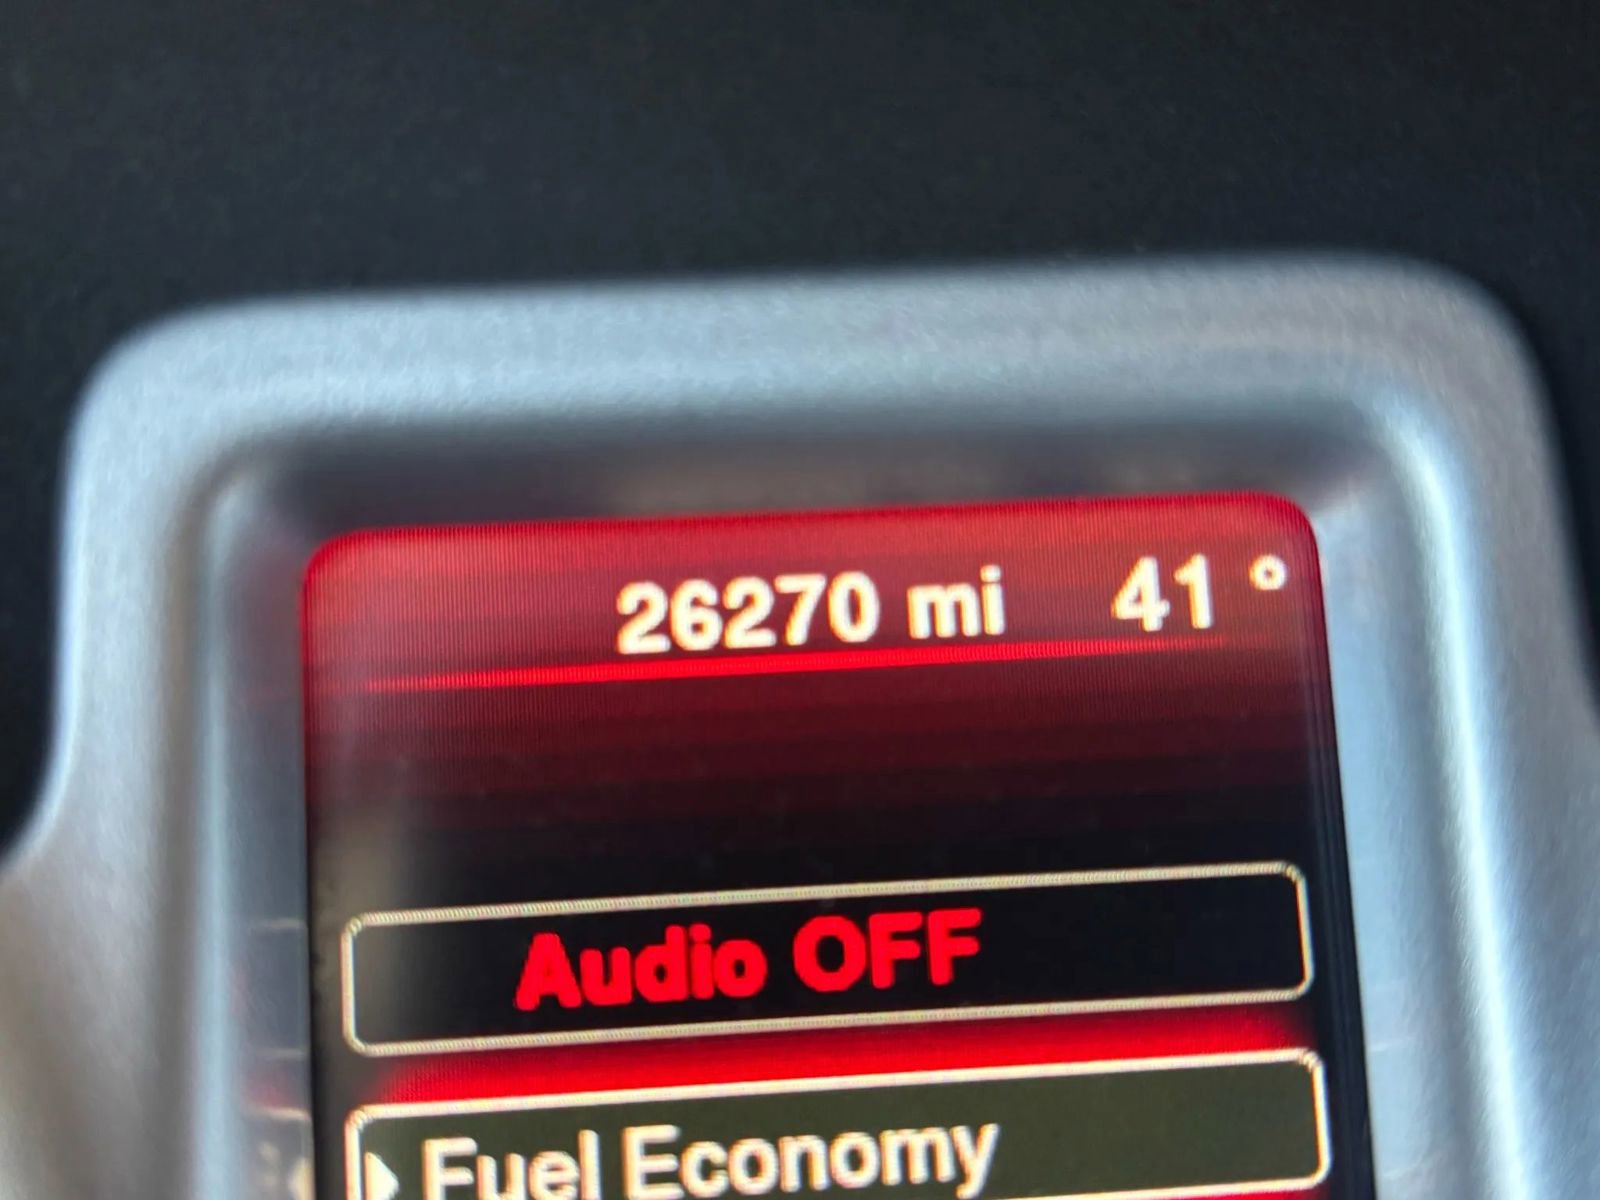 26270 mi 41 °
Audio OFF
Fuel Economy